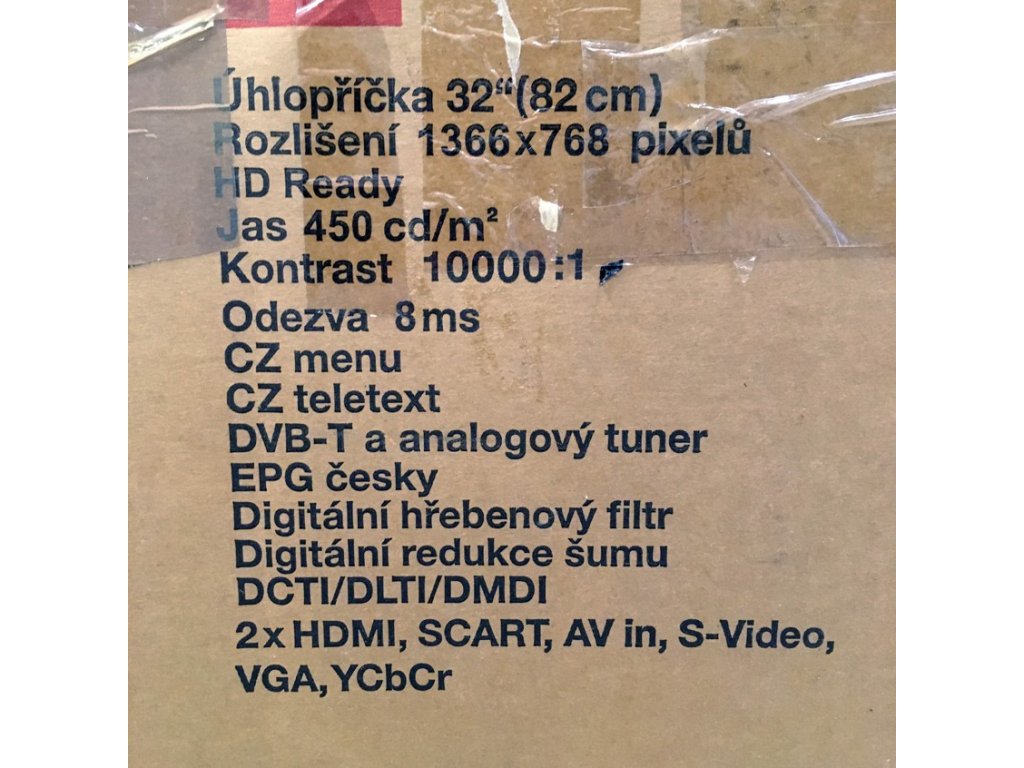 Úhlopříčka 32“(82 cm)
Rozlišení 1366x768 pixelů
HD Ready
Jas 450 cd/m²
Kontrast 10000:1
Odezva 8 ms
CZ menu
CZ teletext
DVB-T a analogový tuner
EPG česky
Digitální hřebenový filtr
Digitální redukce šumu
DCTI/DLTI/DMDI
2x HDMI, SCART, AV in, S-Video,
VGA, YCbCr